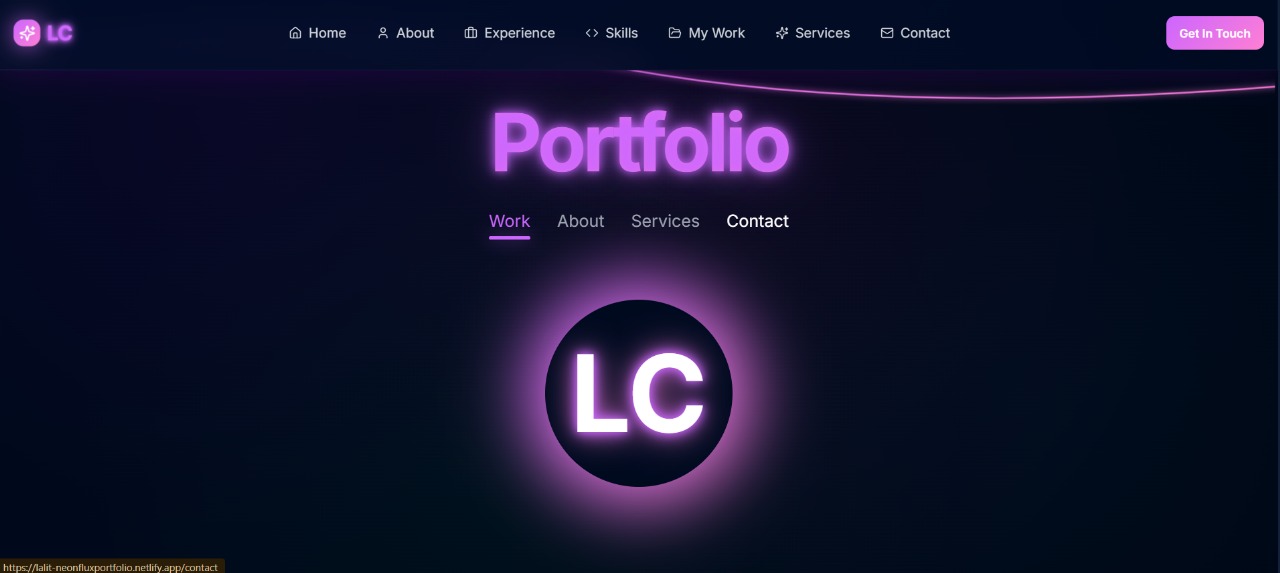 LC Home About Experience Skills My Work Services Contact Get In Touch
Portfolio
Work About Services Contact
LC
https://lalit-neonfluxportfolio.netlify.app/contact